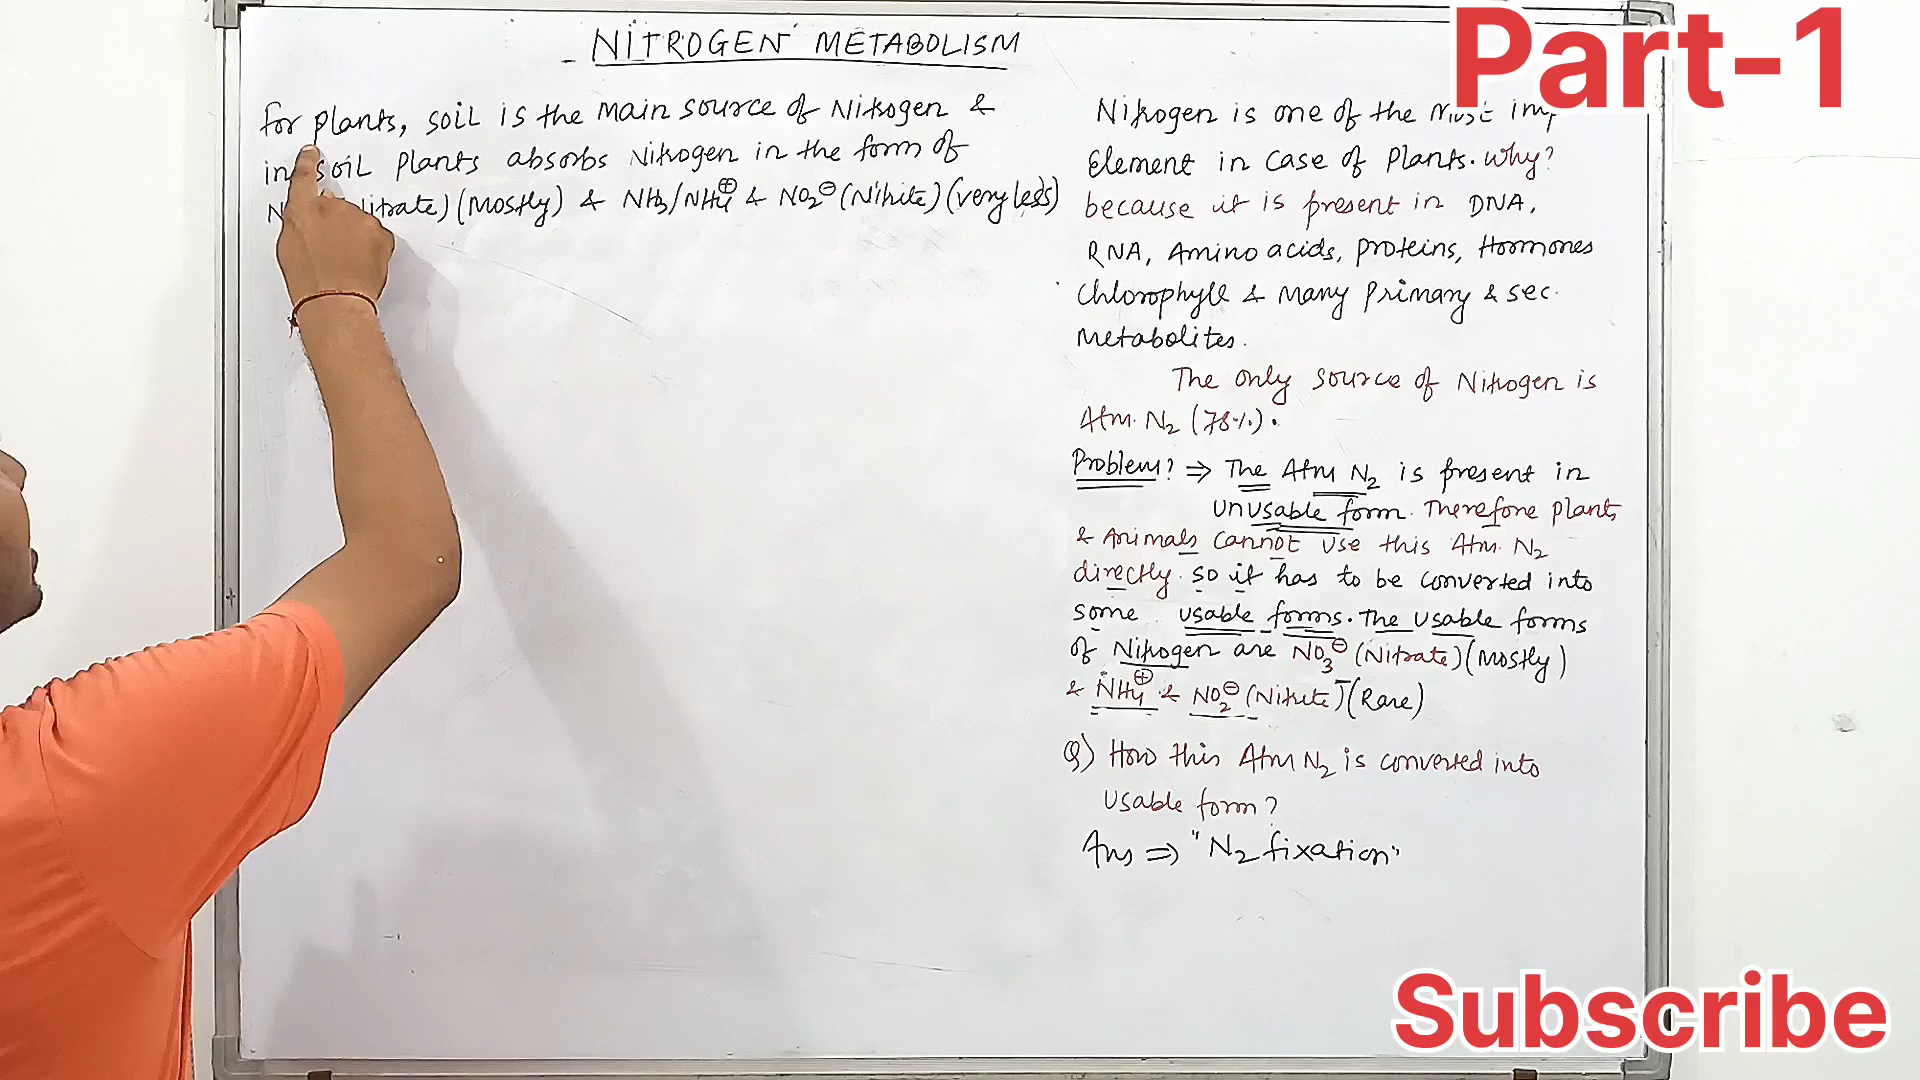 NITROGEN METABOLISM
Part-1
For plants, soil is the main source of Nitrogen &
in soil plants absorbs Nitrogen in the form of
(Nitrate) (Mostly) & NH3/NH4⊕ & NO2⊖ (Nitrite) (very less)
Nitrogen is one of the most imp
Element in case of plants. Why?
because it is present in DNA,
RNA, Amino acids, proteins, Hormones
Chlorophyll & many primary & sec.
Metabolites.
The only source of Nitrogen is
Atm. N2 (78%).
Problem? ⇒ The Atm N2 is present in
unusable form. Therefore plants
& Animals cannot use this Atm. N2
directly. so it has to be converted into
some usable forms. The usable forms
of Nitrogen are NO3⊖ (Nitrate) (Mostly)
& NH4⊕ & NO2⊖ (Nitrite) (Rare)
Q) How this Atm N2 is converted into
usable form?
Ans ⇒ "N2 fixation"
Subscribe